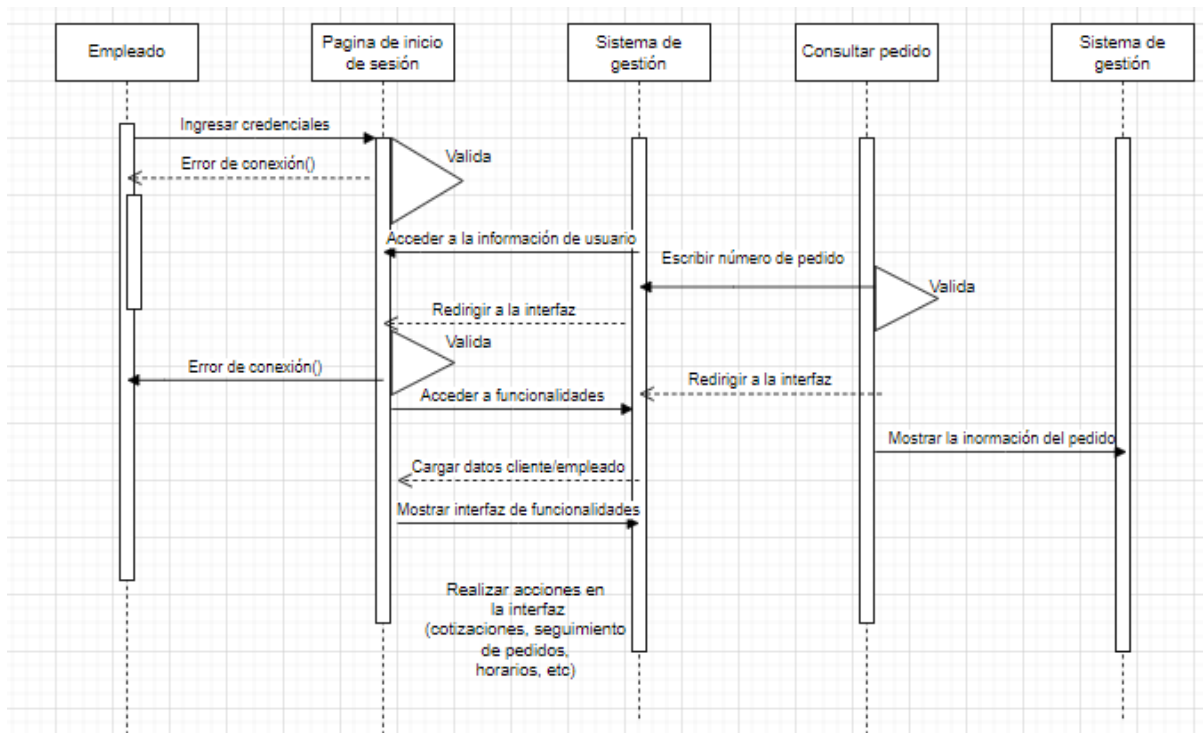 Empleado
Pagina de inicio
de sesión
Sistema de
gestión
Consultar pedido
Sistema de
gestión
Ingresar credenciales
Valida
Error de conexión()
Acceder a la información de usuario
Escribir número de pedido
Valida
Redirigir a la interfaz
Valida
Error de conexión()
Redirigir a la interfaz
Acceder a funcionalidades
Mostrar la inormación del pedido
Cargar datos cliente/empleado
Mostrar interfaz de funcionalidades
Realizar acciones en
la interfaz
(cotizaciones, seguimiento
de pedidos,
horarios, etc)